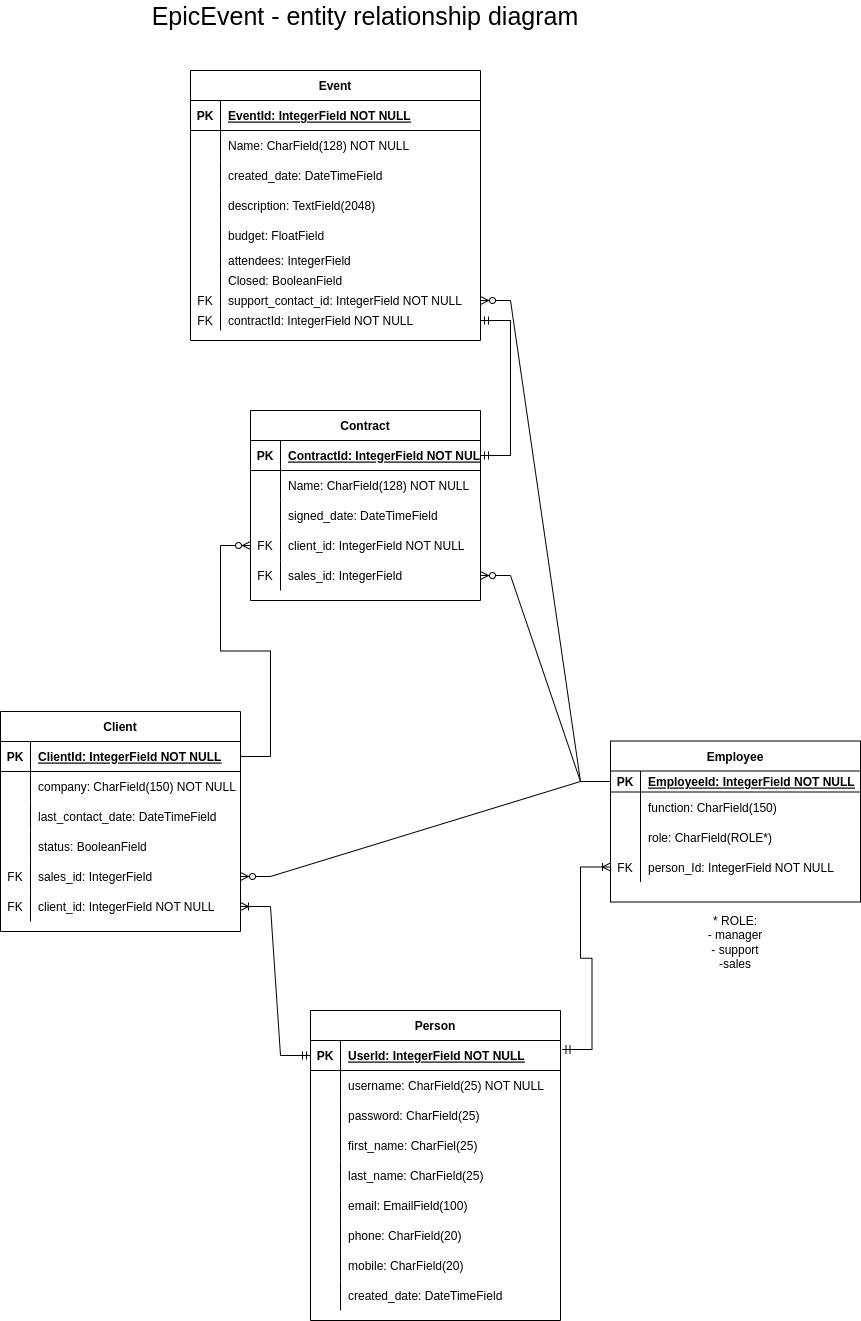 EpicEvent - entity relationship diagram
Event
PK EventId: IntegerField NOT NULL
Name: CharField(128) NOT NULL
created_date: DateTimeField
description: TextField(2048)
budget: FloatField
attendees: IntegerField
Closed: BooleanField
FK support_contact_id: IntegerField NOT NULL
FK contractId: IntegerField NOT NULL
Contract
PK ContractId: IntegerField NOT NUL
Name: CharField(128) NOT NULL
signed_date: DateTimeField
FK client_id: IntegerField NOT NULL
FK sales_id: IntegerField
Client
PK ClientId: IntegerField NOT NULL
company: CharField(150) NOT NULL
last_contact_date: DateTimeField
status: BooleanField
FK sales_id: IntegerField
FK client_id: IntegerField NOT NULL
Employee
PK EmployeeId: IntegerField NOT NULL
function: CharField(150)
role: CharField(ROLE*)
FK person_Id: IntegerField NOT NULL
* ROLE:
- manager
- support
-sales
Person
PK UserId: IntegerField NOT NULL
username: CharField(25) NOT NULL
password: CharField(25)
first_name: CharFiel(25)
last_name: CharField(25)
email: EmailField(100)
phone: CharField(20)
mobile: CharField(20)
created_date: DateTimeField